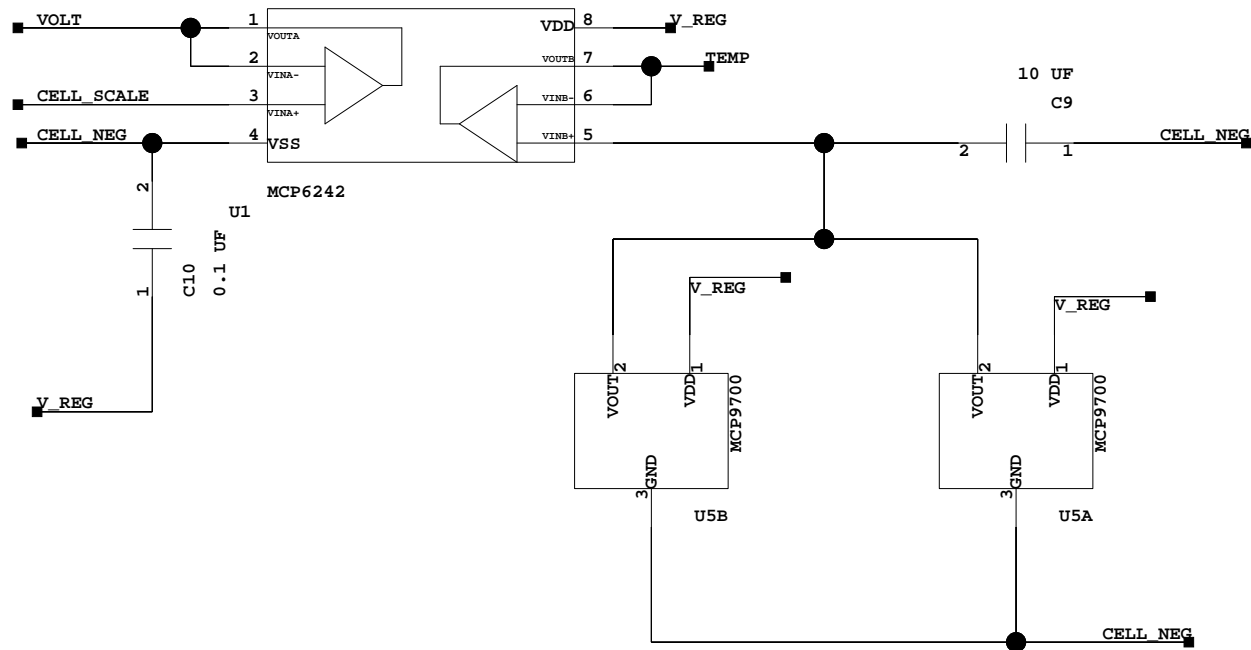 VOLT
1
VOUTA
2
VINA-
CELL_SCALE
3
VINA+
CELL_NEG
4
VSS
VDD
8
V_REG
VOUTB
7
TEMP
VINB-
6
VINB+
5
10 UF
C9
2
1
CELL_NEG
MCP6242
U1
2
1
C10
0.1 UF
V_REG
V_REG
VOUT
2
VDD
1
MCP9700
GND
3
U5B
V_REG
VOUT
2
VDD
1
MCP9700
GND
3
U5A
CELL_NEG